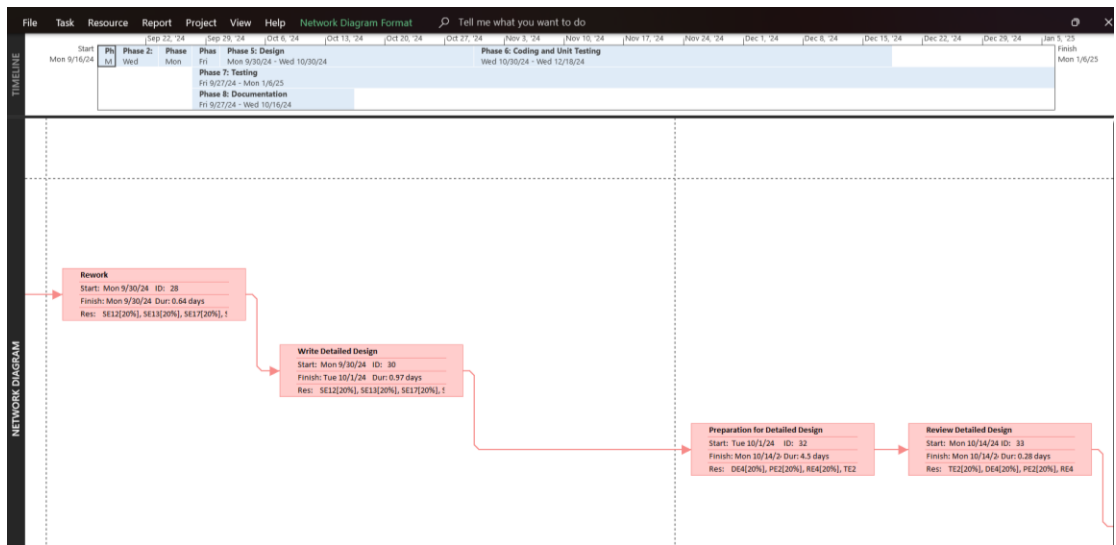 File Task Resource Report Project View Help Network Diagram Format Tell me what you want to do
Sep 22, '24 Sep 29, '24 Oct 6, '24 Oct 13, '24 Oct 20, '24 Oct 27, '24 Nov 3, '24 Nov 10, '24 Nov 17, '24 Nov 24, '24 Dec 1, '24 Dec 8, '24 Dec 15, '24 Dec 22, '24 Dec 29, '24 Jan 5, '25
Start
Mon 9/16/24
Ph
M
Phase 2:
Wed
Phase
Mon
Phas
Fri
Phase 5: Design
Mon 9/30/24 - Wed 10/30/24
Phase 6: Coding and Unit Testing
Wed 10/30/24 - Wed 12/18/24
Finish
Mon 1/6/25
Phase 7: Testing
Fri 9/27/24 - Mon 1/6/25
Phase 8: Documentation
Fri 9/27/24 - Wed 10/16/24
TIMELINE
NETWORK DIAGRAM
Rework
Start: Mon 9/30/24 ID: 28
Finish: Mon 9/30/24 Dur: 0.64 days
Res: SE12[20%], SE13[20%], SE17[20%],
Write Detailed Design
Start: Mon 9/30/24 ID: 30
Finish: Tue 10/1/24 Dur: 0.97 days
Res: SE12[20%], SE13[20%], SE17[20%],
Preparation for Detailed Design
Start: Tue 10/1/24 ID: 32
Finish: Mon 10/14/2 Dur: 4.5 days
Res: DE4[20%], PE2[20%], RE4[20%], TE2
Review Detailed Design
Start: Mon 10/14/24 ID: 33
Finish: Mon 10/14/2 Dur: 0.28 days
Res: TE2[20%], DE4[20%], PE2[20%], RE4